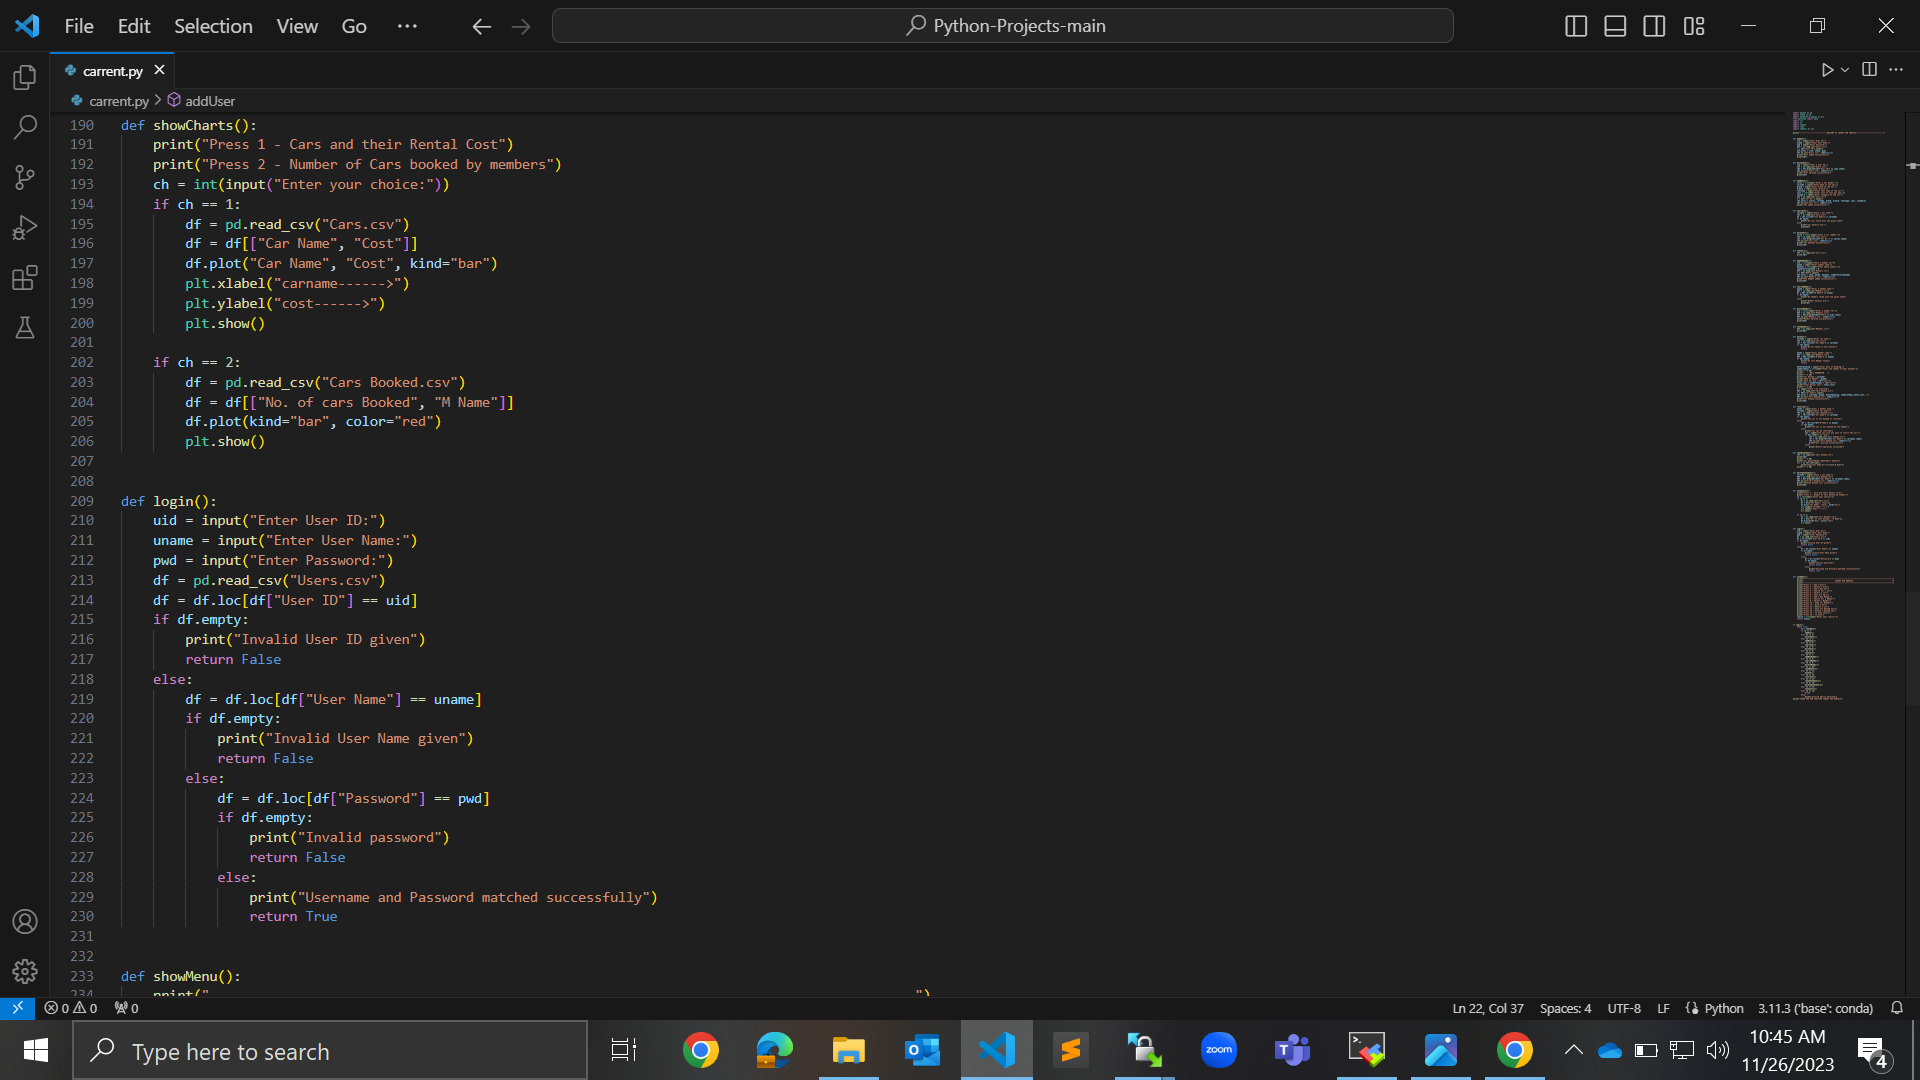 File Edit Selection View Go ··· Python-Projects-main
carrent.py
carrent.py > addUser
190 def showCharts():
191     print("Press 1 - Cars and their Rental Cost")
192     print("Press 2 - Number of Cars booked by members")
193     ch = int(input("Enter your choice:"))
194     if ch == 1:
195         df = pd.read_csv("Cars.csv")
196         df = df[["Car Name", "Cost"]]
197         df.plot("Car Name", "Cost", kind="bar")
198         plt.xlabel("carname------>")
199         plt.ylabel("cost------>")
200         plt.show()
201
202     if ch == 2:
203         df = pd.read_csv("Cars Booked.csv")
204         df = df[["No. of cars Booked", "M Name"]]
205         df.plot(kind="bar", color="red")
206         plt.show()
207
208
209 def login():
210     uid = input("Enter User ID:")
211     uname = input("Enter User Name:")
212     pwd = input("Enter Password:")
213     df = pd.read_csv("Users.csv")
214     df = df.loc[df["User ID"] == uid]
215     if df.empty:
216         print("Invalid User ID given")
217         return False
218     else:
219         df = df.loc[df["User Name"] == uname]
220         if df.empty:
221             print("Invalid User Name given")
222             return False
223         else:
224             df = df.loc[df["Password"] == pwd]
225             if df.empty:
226                 print("Invalid password")
227                 return False
228             else:
229                 print("Username and Password matched successfully")
230                 return True
231
232
233 def showMenu():
234     print("                    ")
0 0 0 Ln 22, Col 37 Spaces: 4 UTF-8 LF Python 3.11.3 ('base': conda)
Type here to search
zoom
10:45 AM
11/26/2023
4